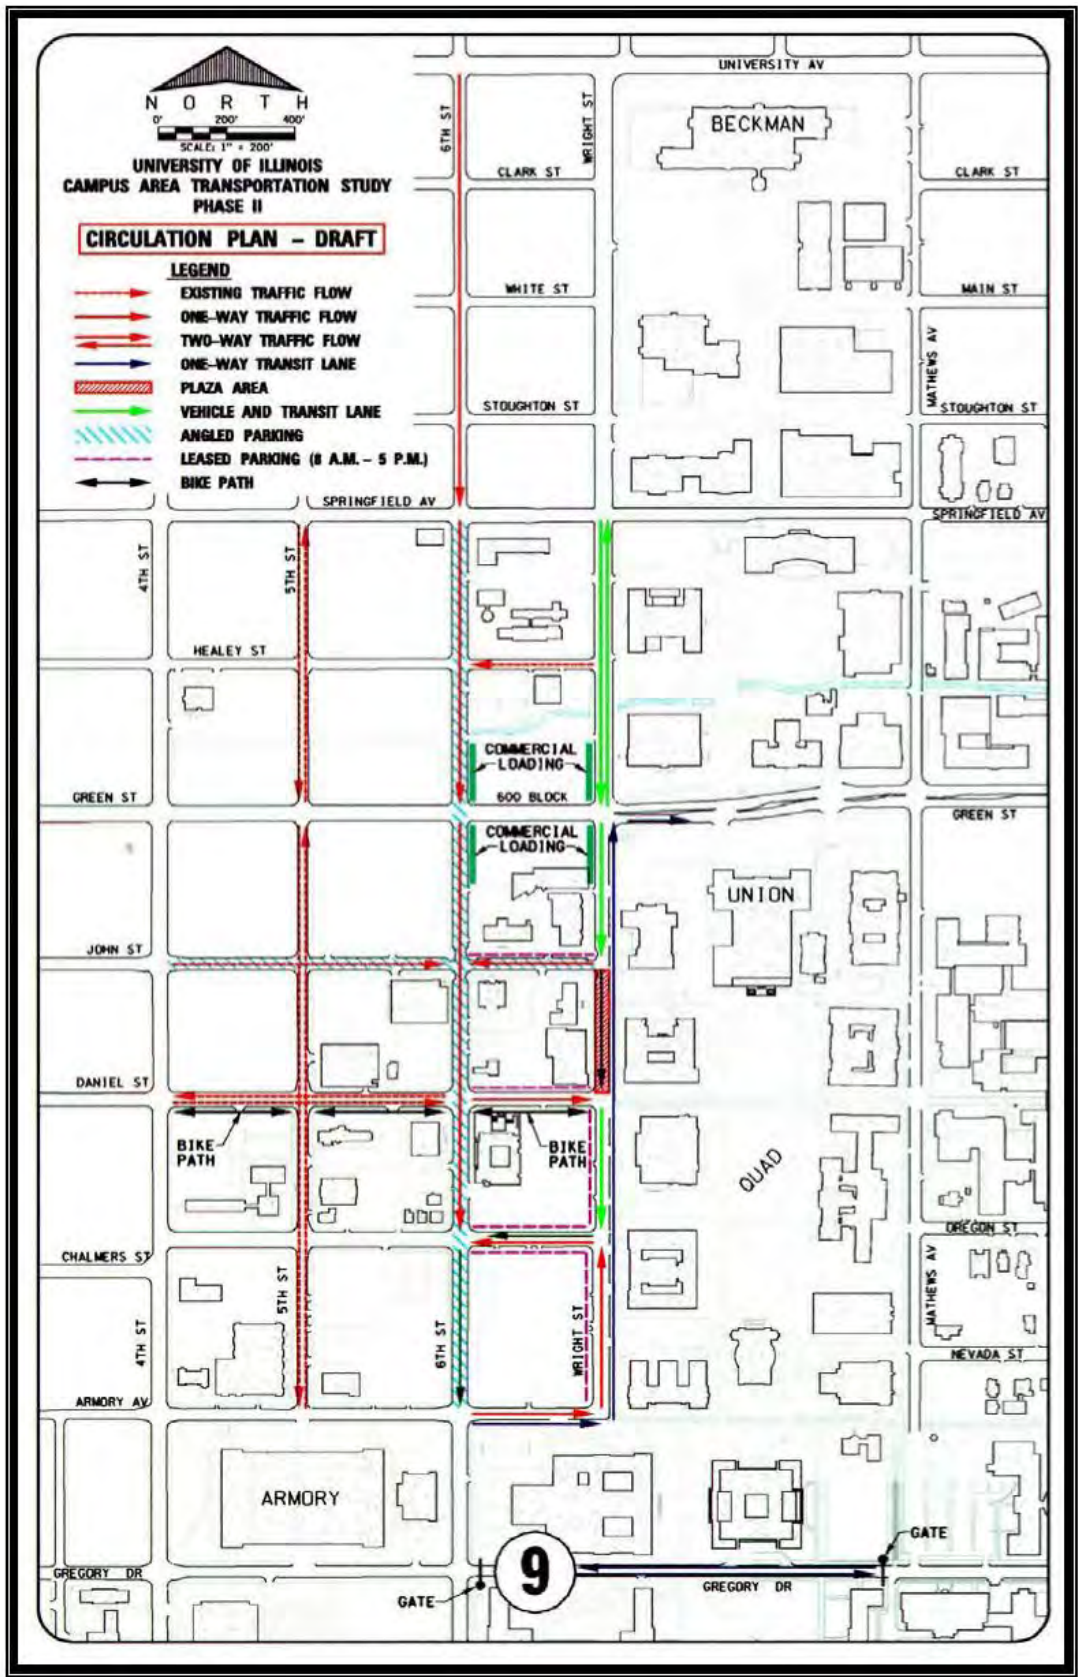 UNIVERSITY AV
NORTH
0' 200' 400'
SCALE: 1" = 200'
UNIVERSITY OF ILLINOIS
CAMPUS AREA TRANSPORTATION STUDY
PHASE II
CIRCULATION PLAN - DRAFT
LEGEND
EXISTING TRAFFIC FLOW
ONE-WAY TRAFFIC FLOW
TWO-WAY TRAFFIC FLOW
ONE-WAY TRANSIT LANE
PLAZA AREA
VEHICLE AND TRANSIT LANE
ANGLED PARKING
LEASED PARKING (8 A.M. - 5 P.M.)
BIKE PATH
6TH ST
WRIGHT ST
BECKMAN
CLARK ST
CLARK ST
WHITE ST
MAIN ST
MATHEWS AV
STOUGHTON ST
STOUGHTON ST
SPRINGFIELD AV
SPRINGFIELD AV
4TH ST
5TH ST
HEALEY ST
COMMERCIAL
LOADING
600 BLOCK
GREEN ST
GREEN ST
COMMERCIAL
LOADING
UNION
JOHN ST
DANIEL ST
BIKE
PATH
BIKE
PATH
QUAD
OREGON ST
CHALMERS ST
MATHEWS AV
5TH ST
4TH ST
6TH ST
WRIGHT ST
NEVADA ST
ARMORY AV
ARMORY
GATE
9
GREGORY DR
GREGORY DR
GATE